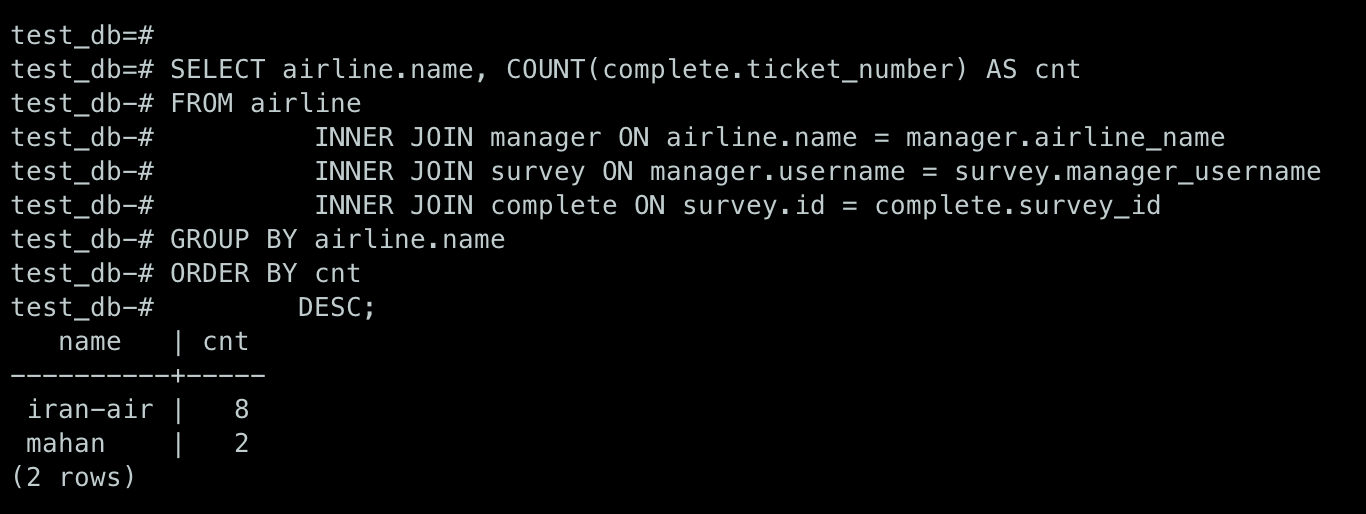 test_db=#
test_db=# SELECT airline.name, COUNT(complete.ticket_number) AS cnt
test_db-# FROM airline
test_db-#          INNER JOIN manager ON airline.name = manager.airline_name
test_db-#          INNER JOIN survey ON manager.username = survey.manager_username
test_db-#          INNER JOIN complete ON survey.id = complete.survey_id
test_db-# GROUP BY airline.name
test_db-# ORDER BY cnt
test_db-#         DESC;
   name   | cnt
----------+-----
 iran-air |   8
 mahan    |   2
(2 rows)